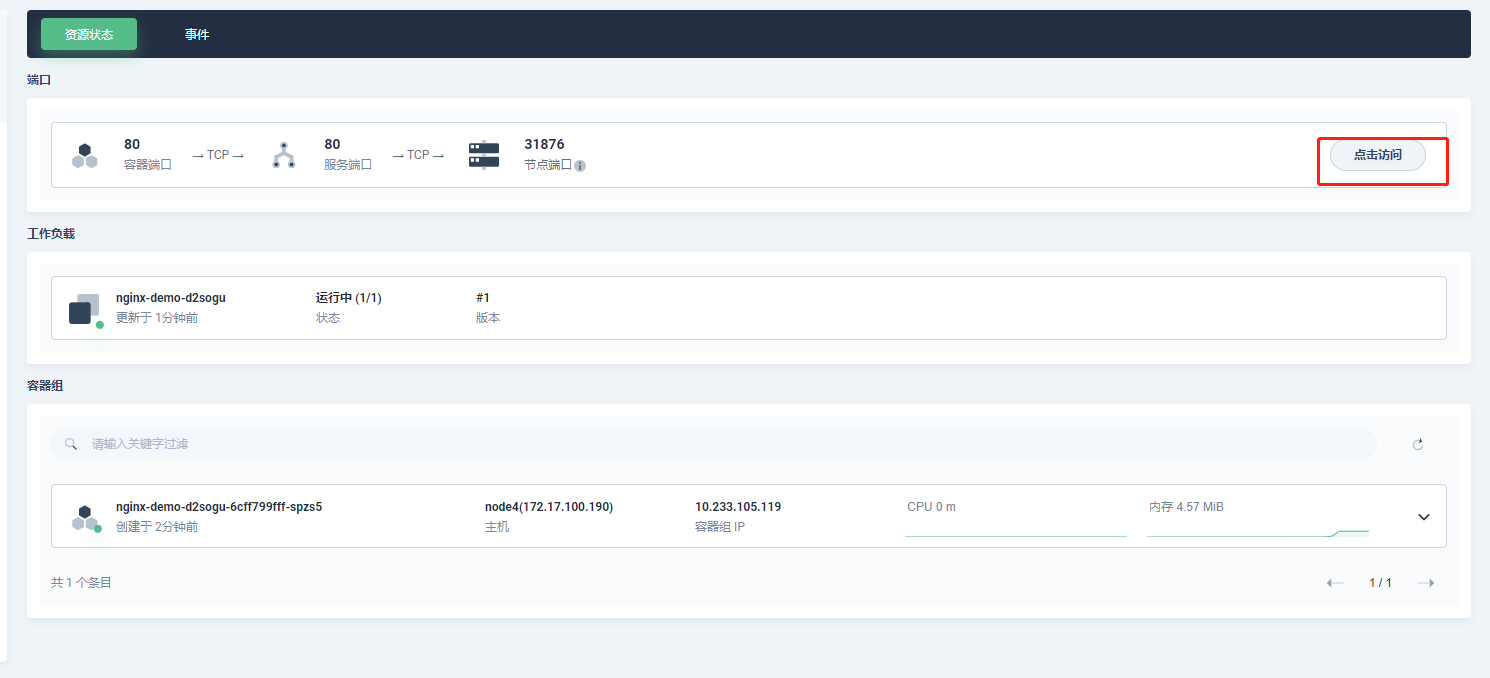 资源状态 事件
端口
80 80 31876 点击访问
容器端口 → TCP → 服务端口 → TCP → 节点端口
工作负载
nginx-demo-d2sogu 运行中 (1/1) #1
更新于 1分钟前 状态 版本
容器组
请输入关键字过滤
nginx-demo-d2sogu-6cff799fff-spzs5 node4(172.17.100.190) 10.233.105.119 CPU 0 m 内存 4.57 MiB
创建于 2分钟前 主机 容器组 IP
共 1 个条目 1 / 1